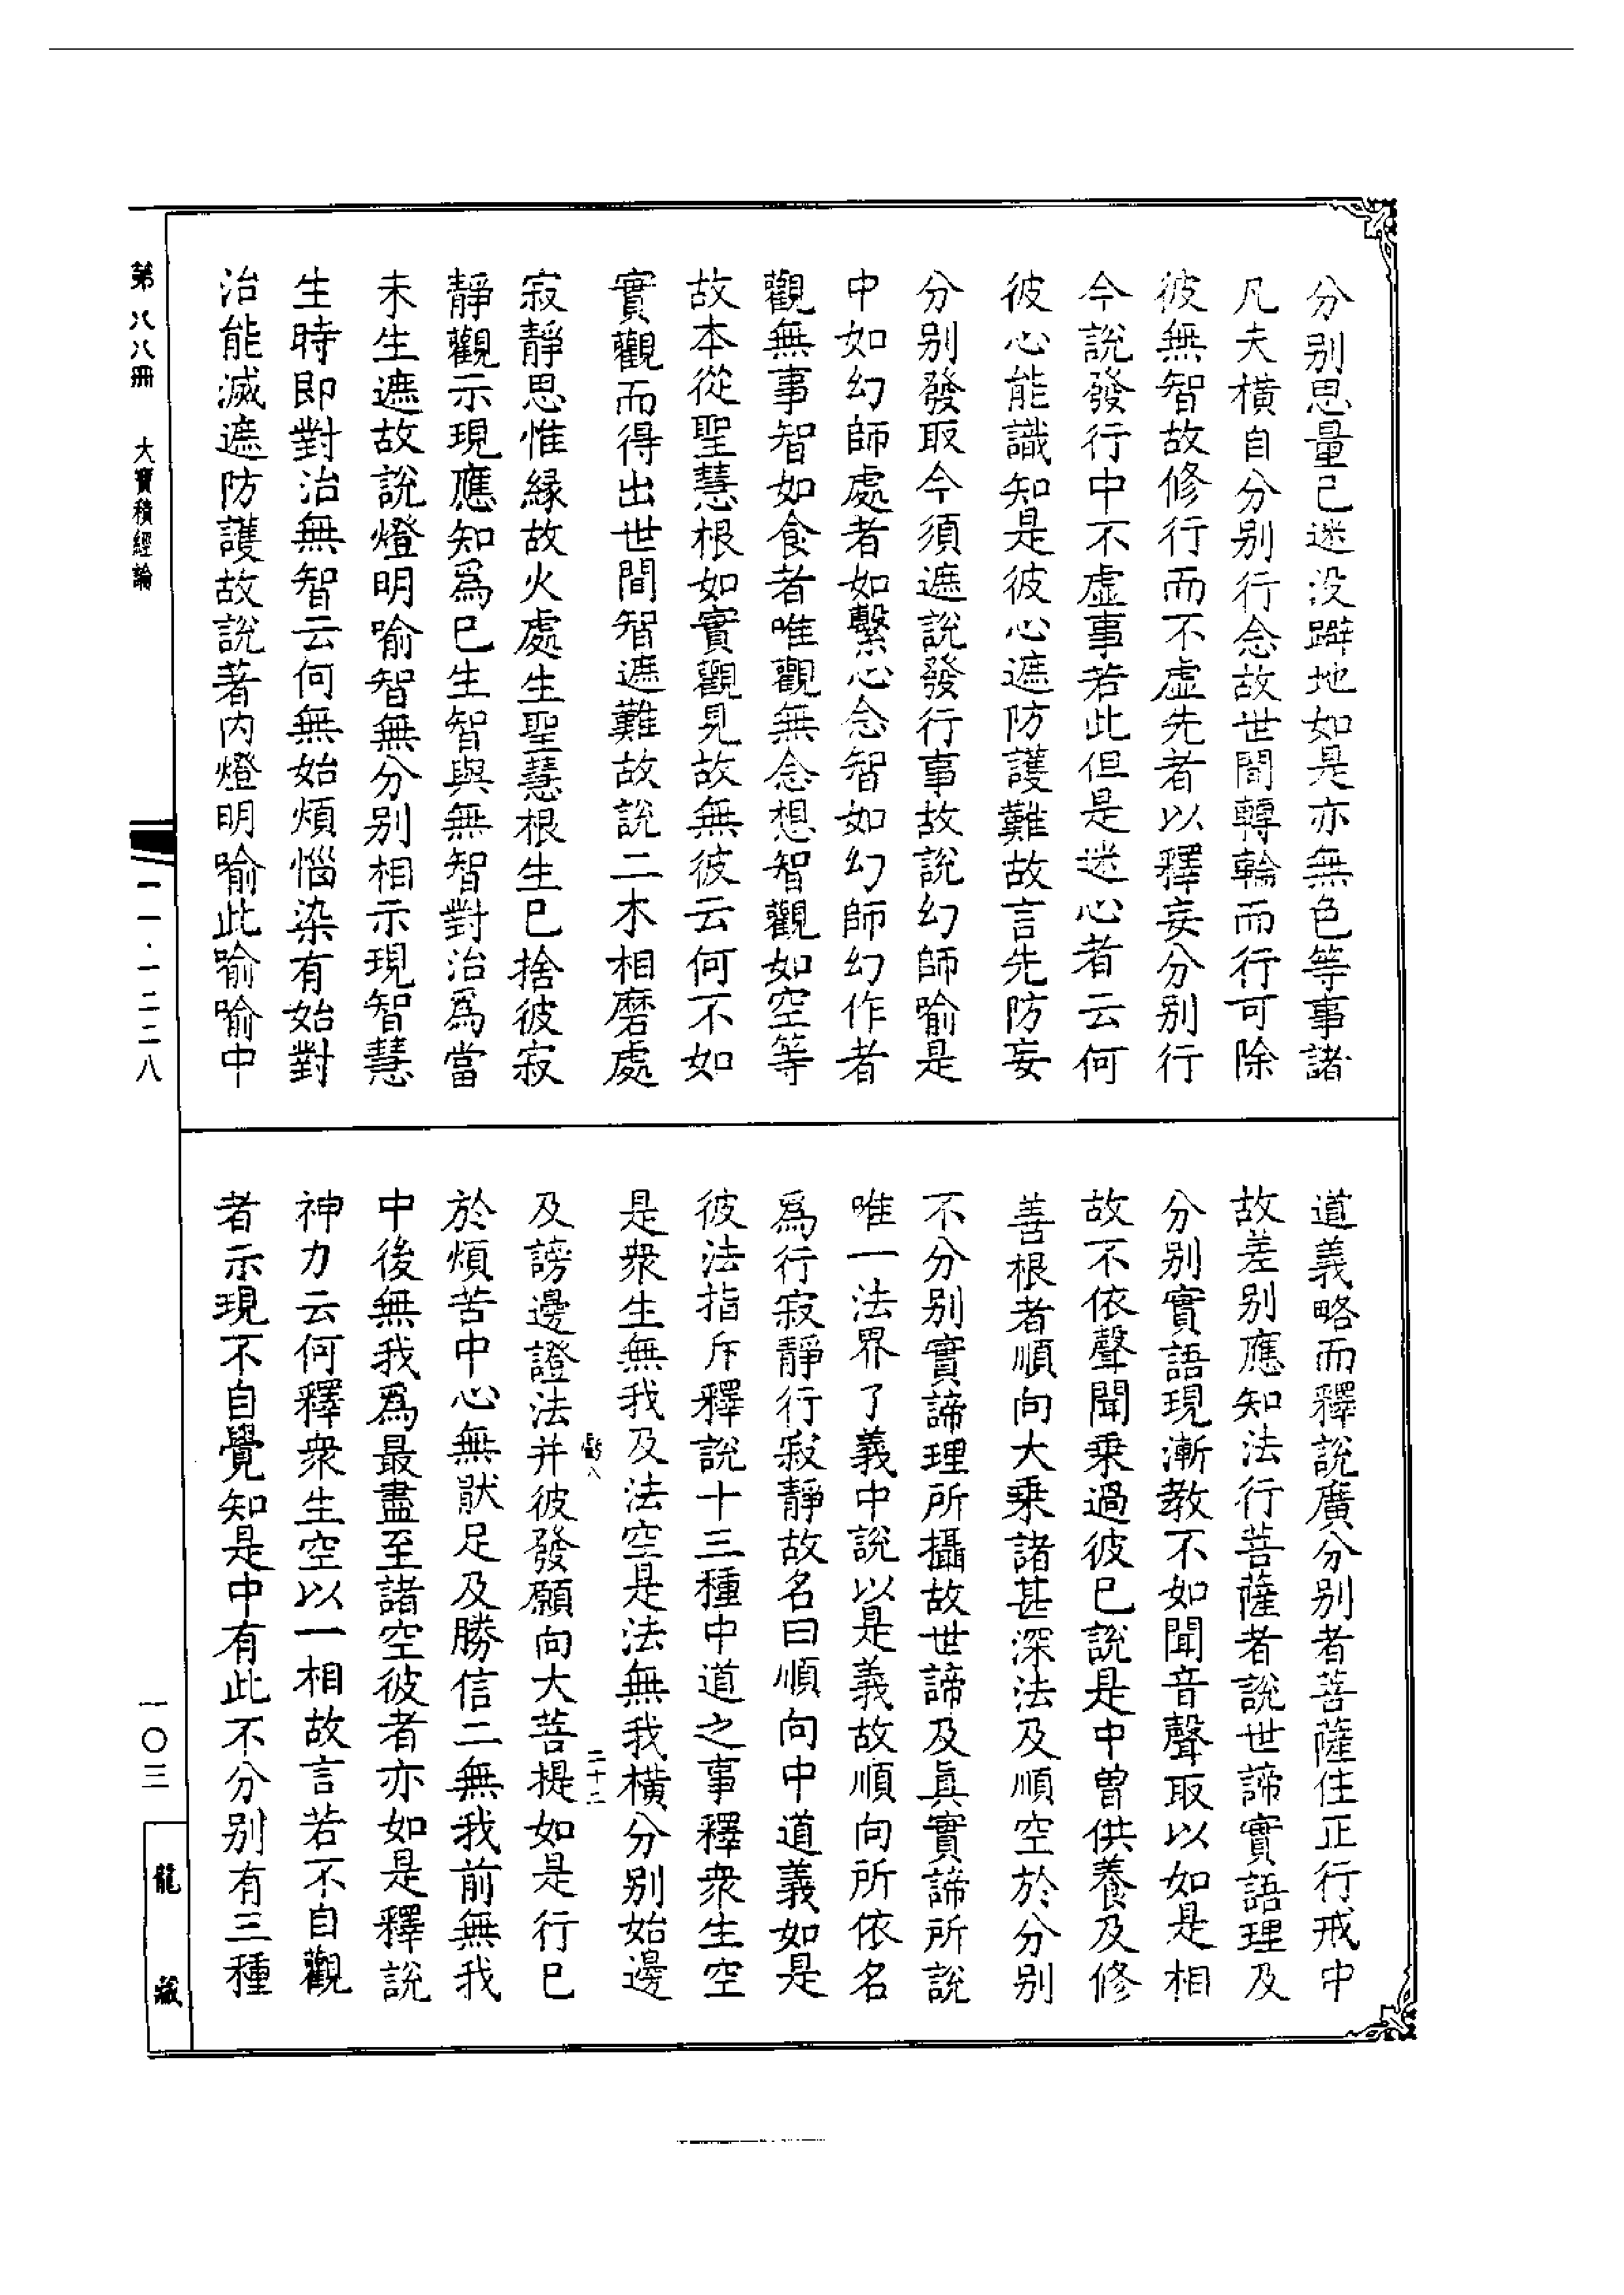 分别思量已迷没躃地如是亦無色等事諸
凡夫橫自分别行念故世間轉輪而行可除
彼無智故修行而不虛先者以釋妄分别行
今說發行中不虛事若此但是迷心者云何
彼心能識知是彼心遮防護難故言先防妄
分别發取今須遮說發行事故說幻師喻是
中如幻師處者如繫心念智如幻師幻作者
觀無事智如食者唯觀無念想智觀如空等
故本從聖慧根如實觀見故無彼云何不如
實觀而得出世間智遮難故說二木相磨處
寂靜思惟緣故火處生聖慧根生已捨彼寂
靜觀示現應知爲已生智與無智對治爲當
未生遮故說燈明喻智無分别相示現智慧
生時即對治無智云何無始煩惱染有始對
治能滅遮防護故說著内燈明喻此喻喻中
道義略而釋說廣分别者菩薩住正行戒中
故差别應知法行菩薩者說世諦實語理及
分别實語現漸教不如聞音聲取以如是相
故不依聲聞乘過彼已說是中曾供養及修
善根者順向大乘諸甚深法及順空於分别
不分别實諦理所攝故世諦及眞實諦所說
唯一法界了義中說以是義故順向所依名
爲行寂靜行寂靜故名曰順向中道義如是
彼法指斥釋說十三種中道之事釋衆生空
是衆生無我及法空是法無我橫分别始邊
二十二
及謗邊證法并彼發願向大菩提如是行已
於煩苦中心無猒足及勝信二無我前無我
中後無我爲最盡至諸空彼者亦如是釋說
神力云何釋衆生空以一相故言若不自觀
者示現不自覺知是中有此不分别有三種
第八八冊 大寶積經論
一一·一二二八
一〇三
龍藏